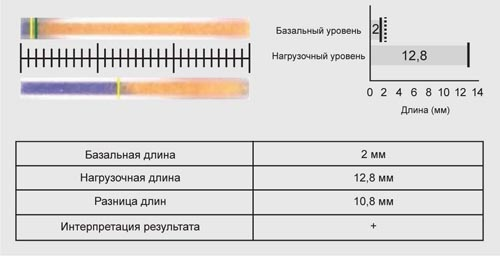 Базальный уровень
2
Нагрузочный уровень
12,8
0 2 4 6 8 10 12 14
Длина (мм)
Базальная длина 2 мм
Нагрузочная длина 12,8 мм
Разница длин 10,8 мм
Интерпретация результата +